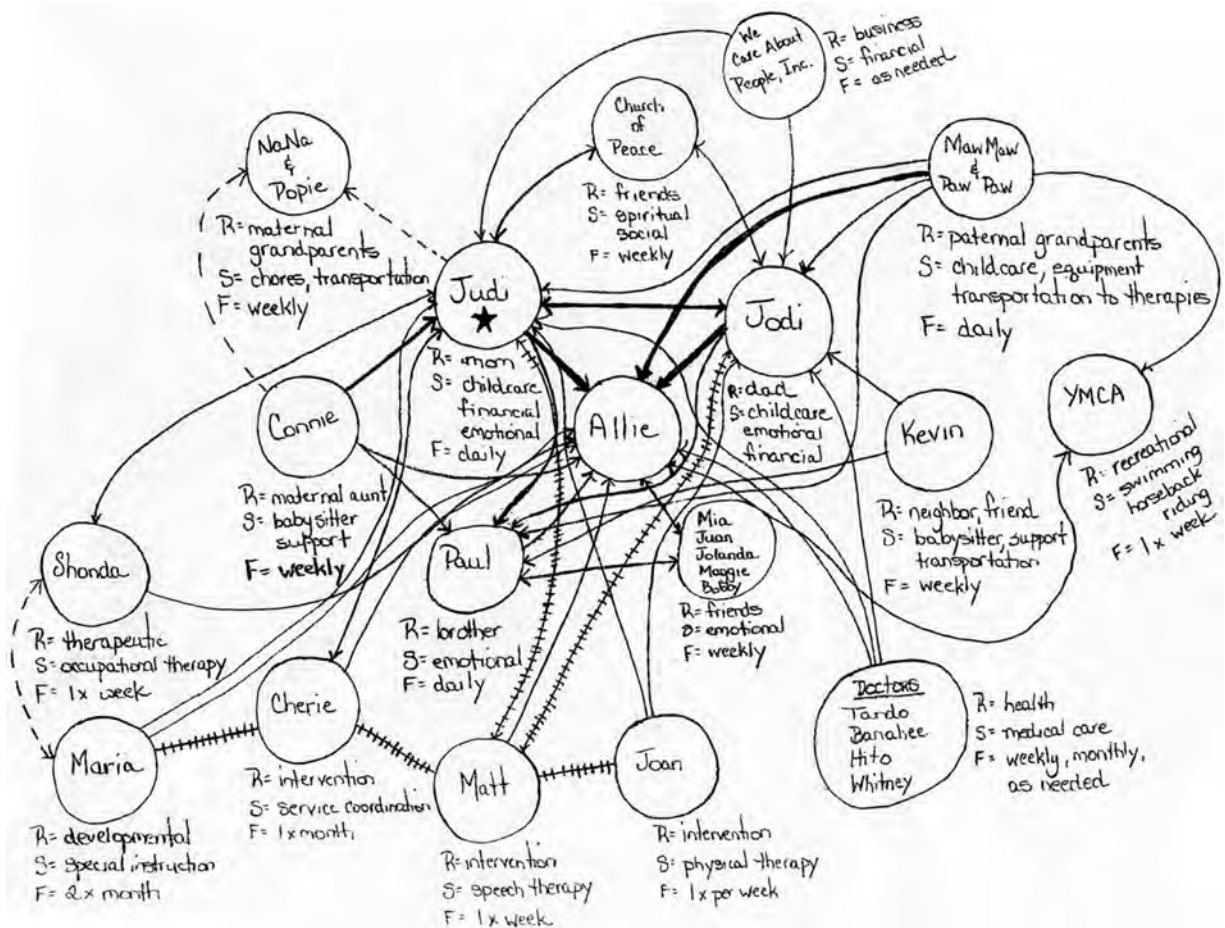 We
Care About
People, Inc.
R= business
S= financial
F= as needed
Church
of
Peace
R= friends
S= spiritual
social
F= weekly
NaNa
&
Popie
R= maternal
grandparents
S= chores, transportation
F= weekly
MawMaw
&
Paw Paw
R= paternal grandparents
S= childcare, equipment
transportation to therapies
F= daily
Judi
R= mom
S= childcare
financial
emotional
F= daily
Jodi
R= dad
S= childcare
emotional
financial
Allie
Connie
R= maternal aunt
S= babysitter
support
F= weekly
Kevin
R= neighbor, friend
S= babysitter, support
transportation
F= weekly
YMCA
R= recreational
S= swimming
horseback
riding
F= 1x week
Shonda
R= therapeutic
S= occupational therapy
F= 1x week
Paul
R= brother
S= emotional
F= daily
Mia
Juan
Jolanda
Maggie
Bobby
R= friends
S= emotional
F= weekly
Maria
R= developmental
S= special instruction
F= 2x month
Cherie
R= intervention
S= service coordination
F= 1x month
Matt
R= intervention
S= speech therapy
F= 1x week
Joan
R= intervention
S= physical therapy
F= 1x per week
DOCTORS
Tando
Banahee
Hito
Whitney
R= health
S= medical care
F= weekly, monthly,
as needed